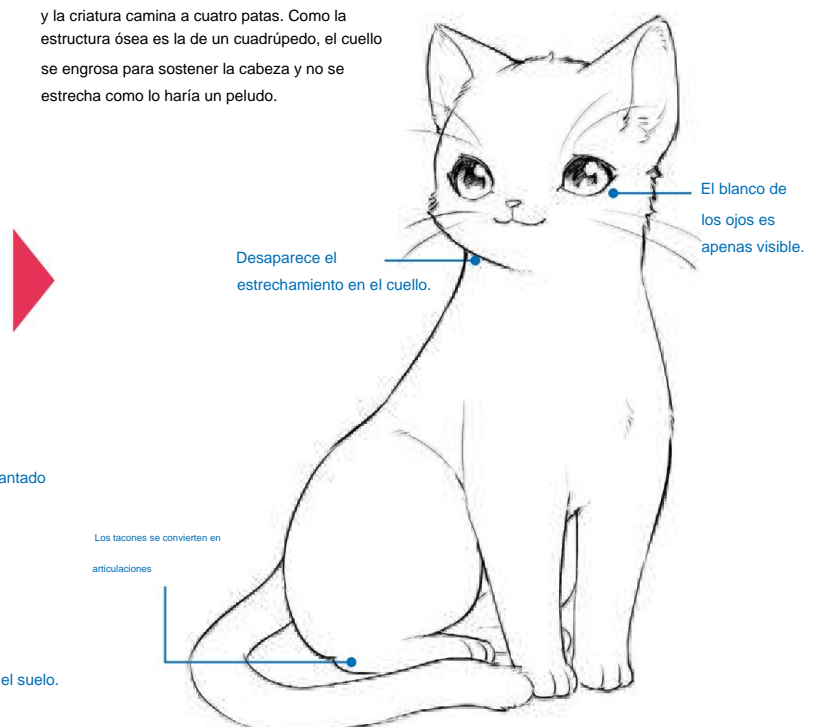 y la criatura camina a cuatro patas. Como la
estructura ósea es la de un cuadrúpedo, el cuello
se engrosa para sostener la cabeza y no se
estrecha como lo haría un peludo.
El blanco de
los ojos es
apenas visible.
Desaparece el
estrechamiento en el cuello.
antado
Los tacones se convierten en
articulaciones
el suelo.